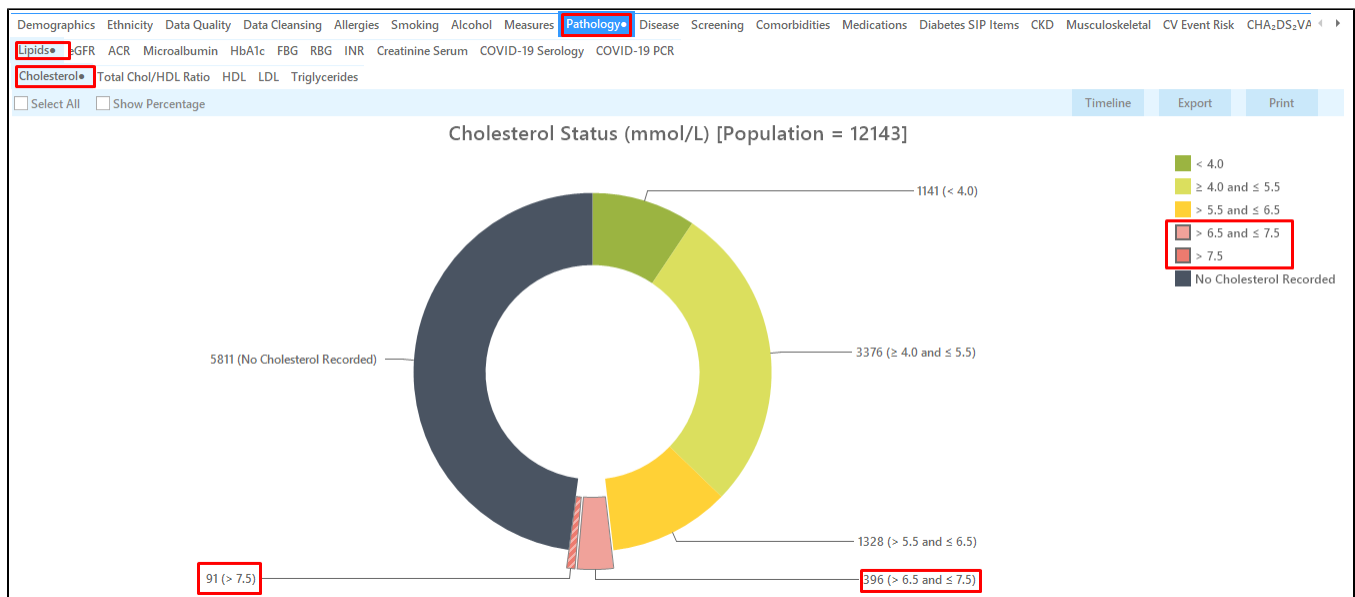 Demographics Ethnicity Data Quality Data Cleansing Allergies Smoking Alcohol Measures Pathology● Disease Screening Comorbidities Medications Diabetes SIP Items CKD Musculoskeletal CV Event Risk CHA₂DS₂VA
Lipids● eGFR ACR Microalbumin HbA1c FBG RBG INR Creatinine Serum COVID-19 Serology COVID-19 PCR
Cholesterol● Total Chol/HDL Ratio HDL LDL Triglycerides
Select All Show Percentage Timeline Export Print
Cholesterol Status (mmol/L) [Population = 12143]
< 4.0
≥ 4.0 and ≤ 5.5
> 5.5 and ≤ 6.5
> 6.5 and ≤ 7.5
> 7.5
No Cholesterol Recorded
1141 (< 4.0)
3376 (≥ 4.0 and ≤ 5.5)
5811 (No Cholesterol Recorded)
1328 (> 5.5 and ≤ 6.5)
91 (> 7.5)
396 (> 6.5 and ≤ 7.5)